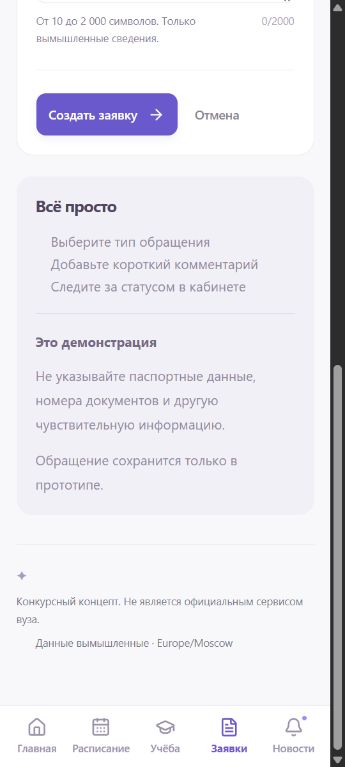 От 10 до 2 000 символов. Только
вымышленные сведения.
0/2000
Создать заявку →
Отмена
Всё просто
Выберите тип обращения
Добавьте короткий комментарий
Следите за статусом в кабинете
Это демонстрация
Не указывайте паспортные данные,
номера документов и другую
чувствительную информацию.
Обращение сохранится только в
прототипе.
Конкурсный концепт. Не является официальным сервисом
вуза.
Данные вымышленные · Europe/Moscow
Главная
Расписание
Учёба
Заявки
Новости